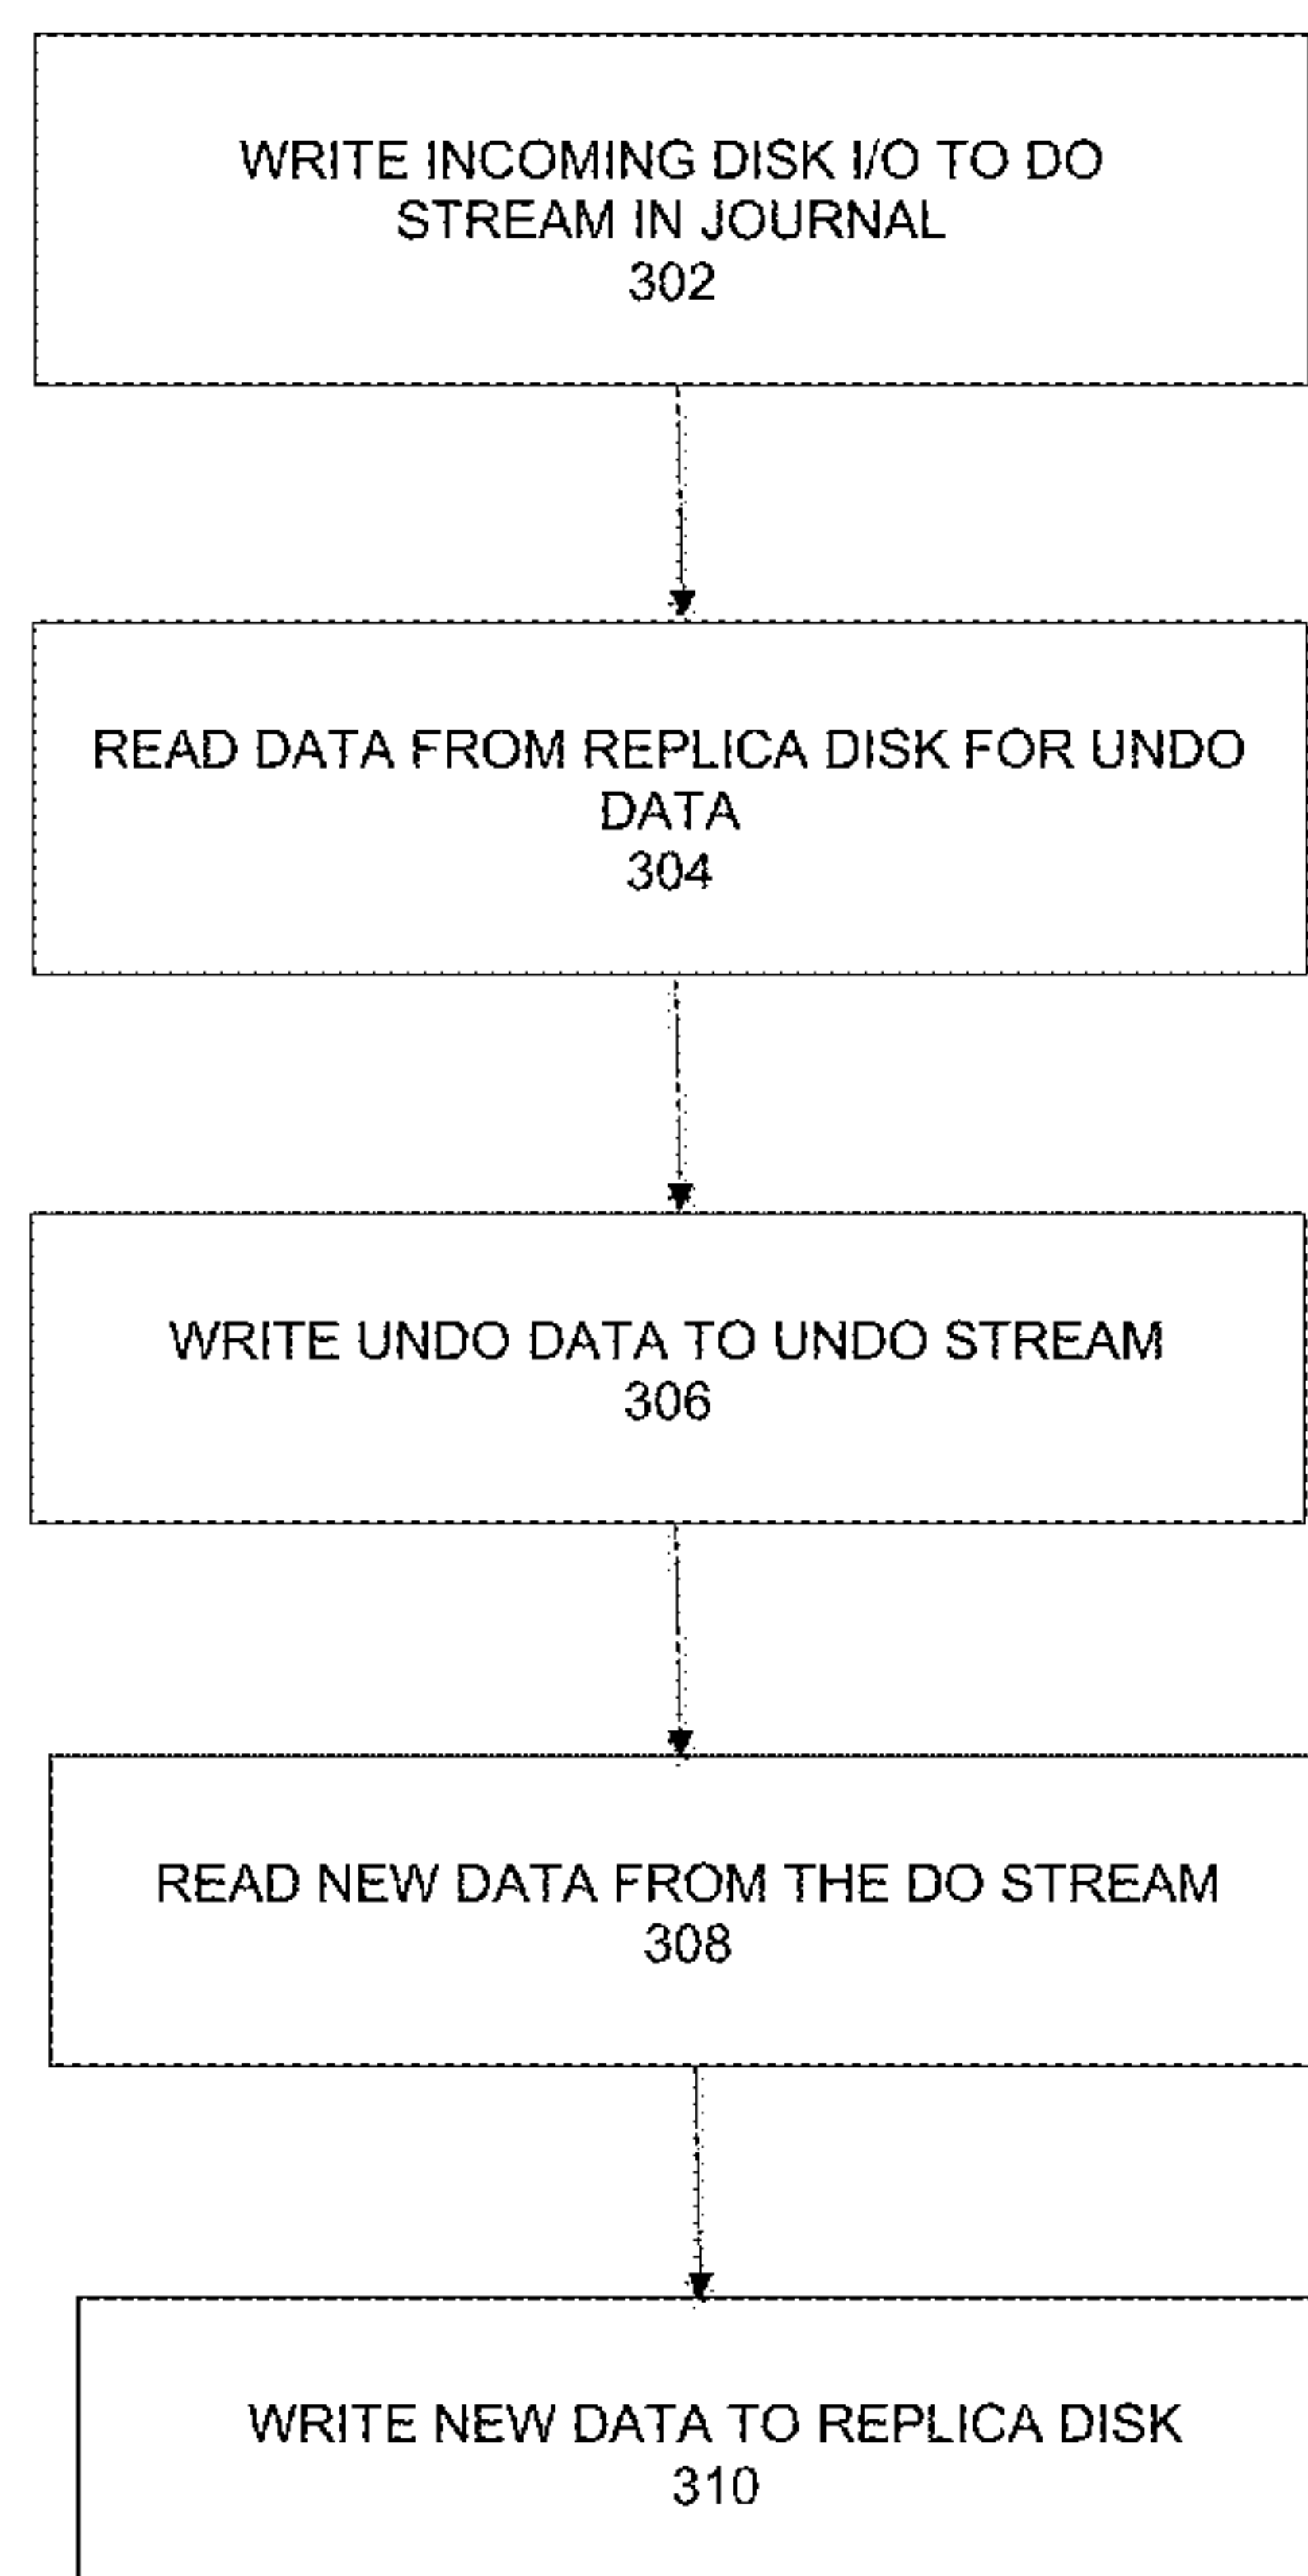 WRITE INCOMING DISK I/O TO DO
STREAM IN JOURNAL
302
READ DATA FROM REPLICA DISK FOR UNDO
DATA
304
WRITE UNDO DATA TO UNDO STREAM
306
READ NEW DATA FROM THE DO STREAM
308
WRITE NEW DATA TO REPLICA DISK
310